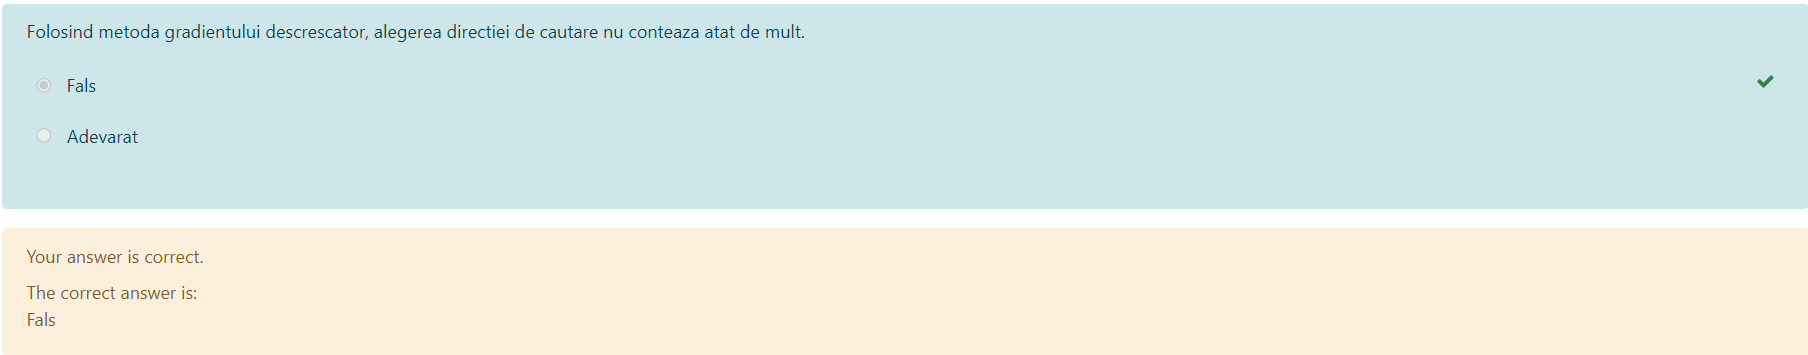 Folosind metoda gradientului descrescator, alegerea directiei de cautare nu conteaza atat de mult.
Fals
Adevarat
Your answer is correct.
The correct answer is:
Fals